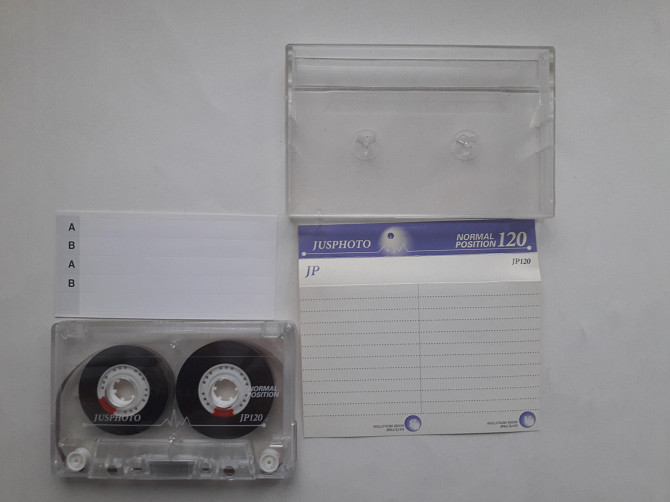 A
B
A
B
JUSPHOTO
NORMAL
POSITION 120
JP
JP120
NORMAL
POSITION
JUSPHOTO
JP120